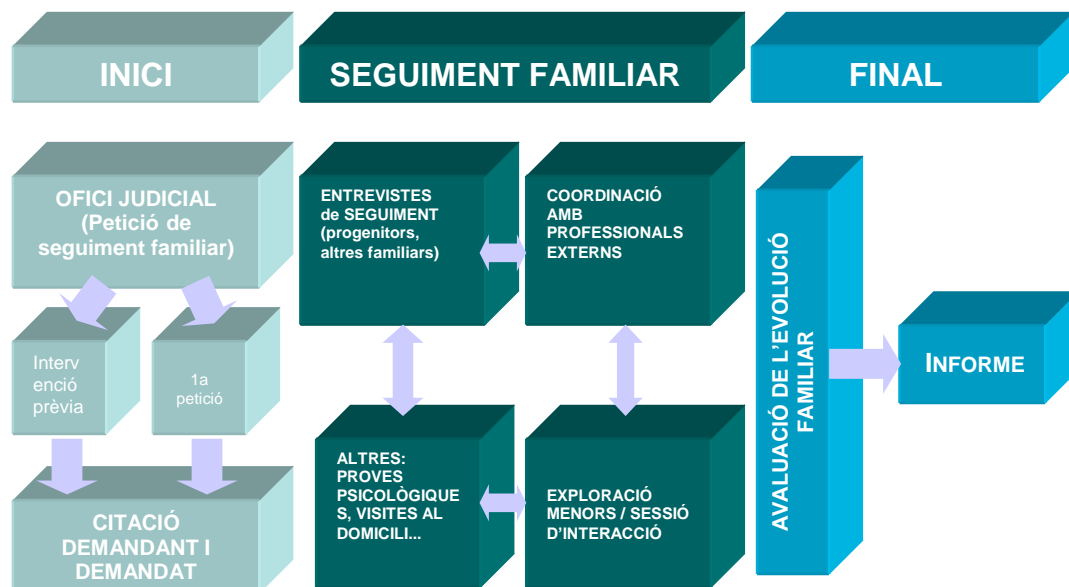 INICI
SEGUIMENT FAMILIAR
FINAL
OFICI JUDICIAL
(Petició de
seguiment familiar)
Interv
enció
prèvia
1a
petició
CITACIÓ
DEMANDANT I
DEMANDAT
ENTREVISTES
de SEGUIMENT
(progenitors,
altres familiars)
COORDINACIÓ
AMB
PROFESSIONALS
EXTERNS
ALTRES:
PROVES
PSICOLÒGIQUE
S, VISITES AL
DOMICILI...
EXPLORACIÓ
MENORS / SESSIÓ
D'INTERACCIÓ
AVALUACIÓ DE L'EVOLUCIÓ
FAMILIAR
INFORME